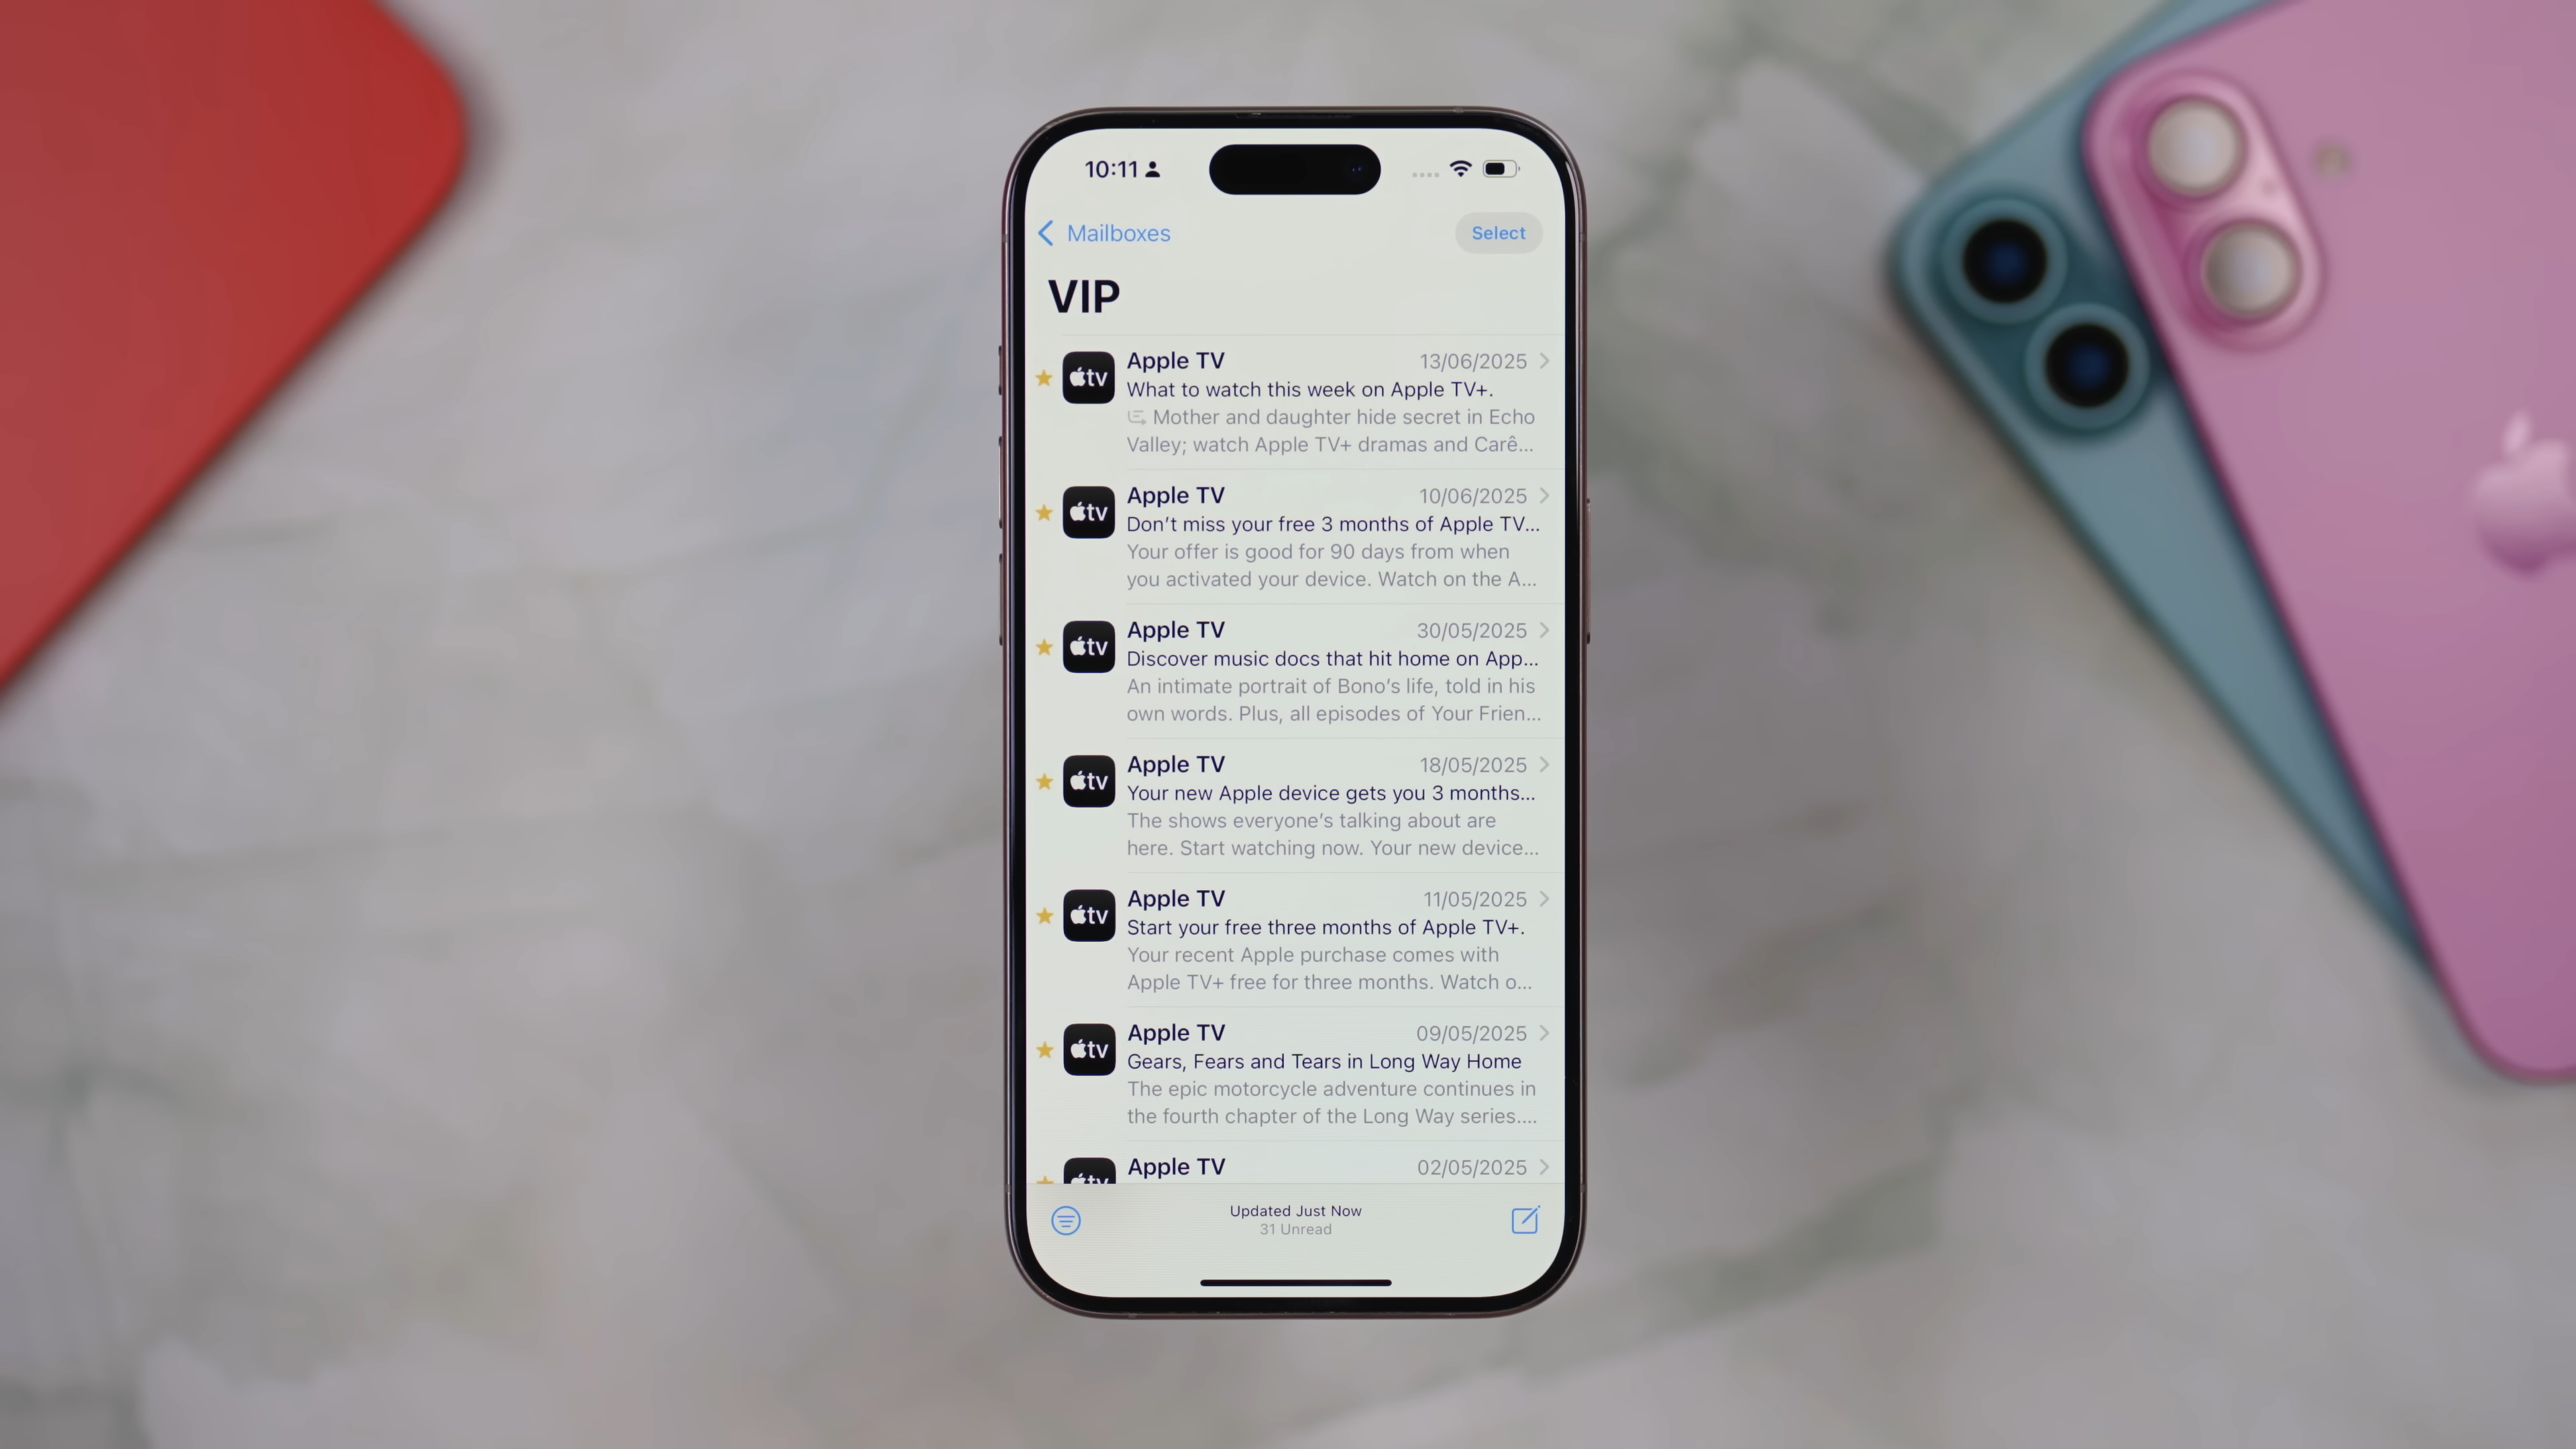 10:11
Mailboxes
Select
VIP
Apple TV 13/06/2025
What to watch this week on Apple TV+.
Mother and daughter hide secret in Echo
Valley; watch Apple TV+ dramas and Carê...
tv
Apple TV 10/06/2025
Don’t miss your free 3 months of Apple TV...
Your offer is good for 90 days from when
you activated your device. Watch on the A...
tv
Apple TV 30/05/2025
Discover music docs that hit home on App...
An intimate portrait of Bono’s life, told in his
own words. Plus, all episodes of Your Frien...
tv
Apple TV 18/05/2025
Your new Apple device gets you 3 months...
The shows everyone’s talking about are
here. Start watching now. Your new device...
tv
Apple TV 11/05/2025
Start your free three months of Apple TV+.
Your recent Apple purchase comes with
Apple TV+ free for three months. Watch o...
tv
Apple TV 09/05/2025
Gears, Fears and Tears in Long Way Home
The epic motorcycle adventure continues in
the fourth chapter of the Long Way series....
tv
Apple TV 02/05/2025
tv
Updated Just Now
31 Unread